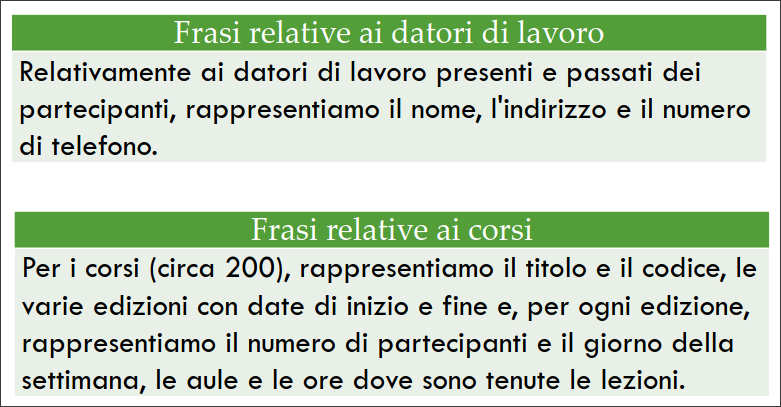 Frasi relative ai datori di lavoro
Relativamente ai datori di lavoro presenti e passati dei
partecipanti, rappresentiamo il nome, l'indirizzo e il numero
di telefono.
Frasi relative ai corsi
Per i corsi (circa 200), rappresentiamo il titolo e il codice, le
varie edizioni con date di inizio e fine e, per ogni edizione,
rappresentiamo il numero di partecipanti e il giorno della
settimana, le aule e le ore dove sono tenute le lezioni.